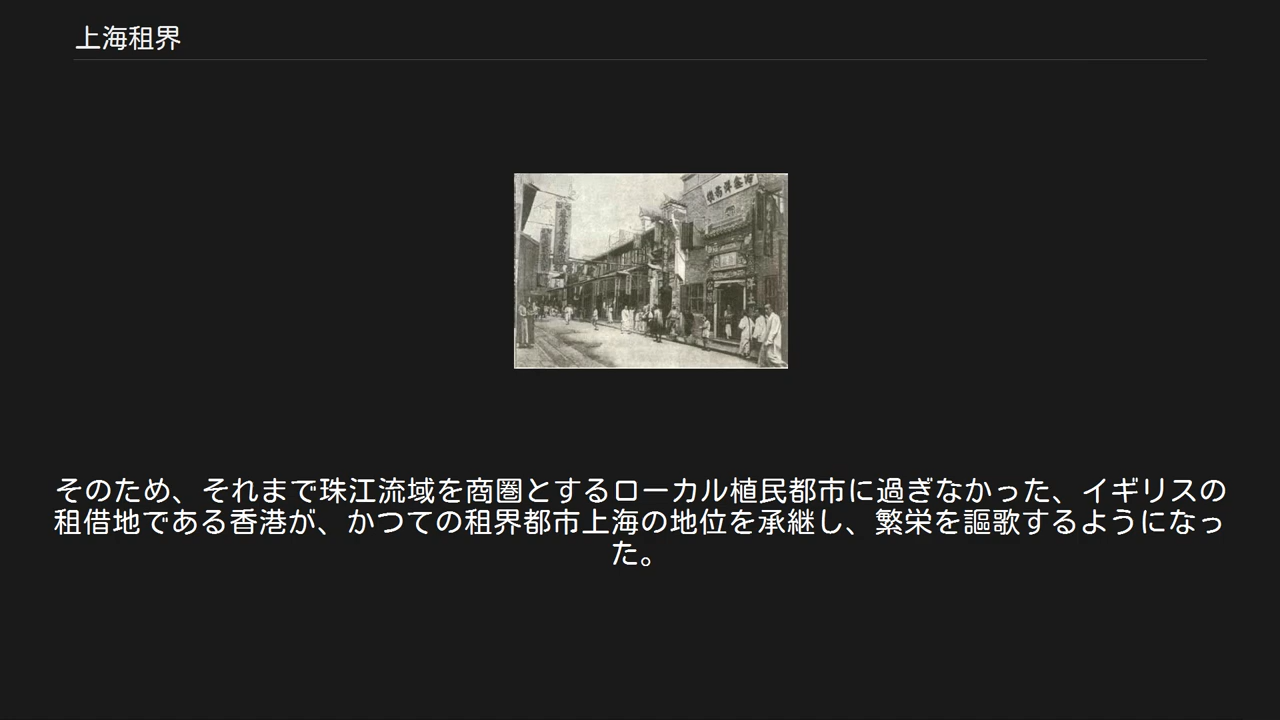 上海租界
そのため、それまで珠江流域を商圏とするローカル植民都市に過ぎなかった、イギリスの
租借地である香港が、かつての租界都市上海の地位を承継し、繁栄を謳歌するようになっ
た。